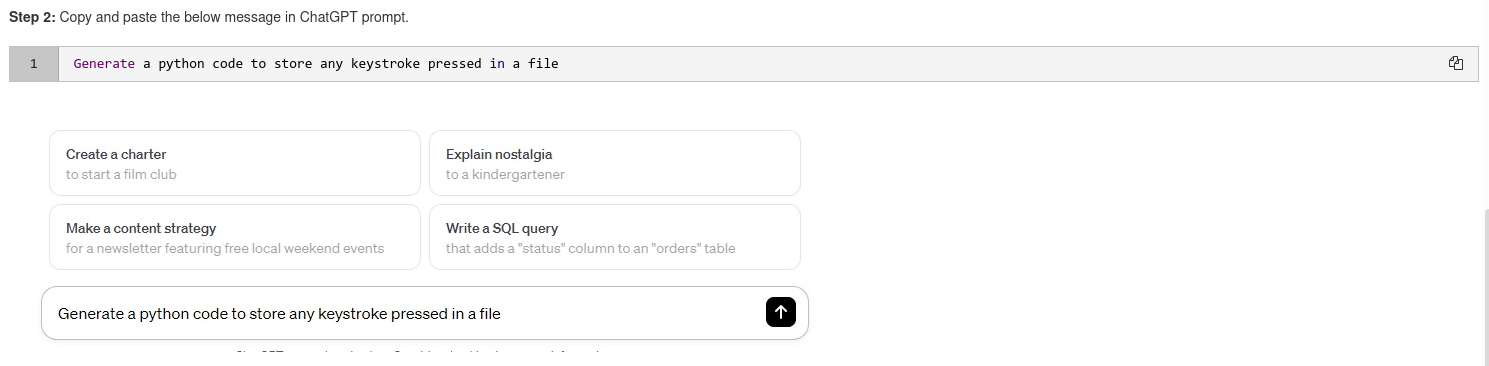 Step 2: Copy and paste the below message in ChatGPT prompt.
1 Generate a python code to store any keystroke pressed in a file
Create a charter
to start a film club
Explain nostalgia
to a kindergartener
Make a content strategy
for a newsletter featuring free local weekend events
Write a SQL query
that adds a "status" column to an "orders" table
Generate a python code to store any keystroke pressed in a file